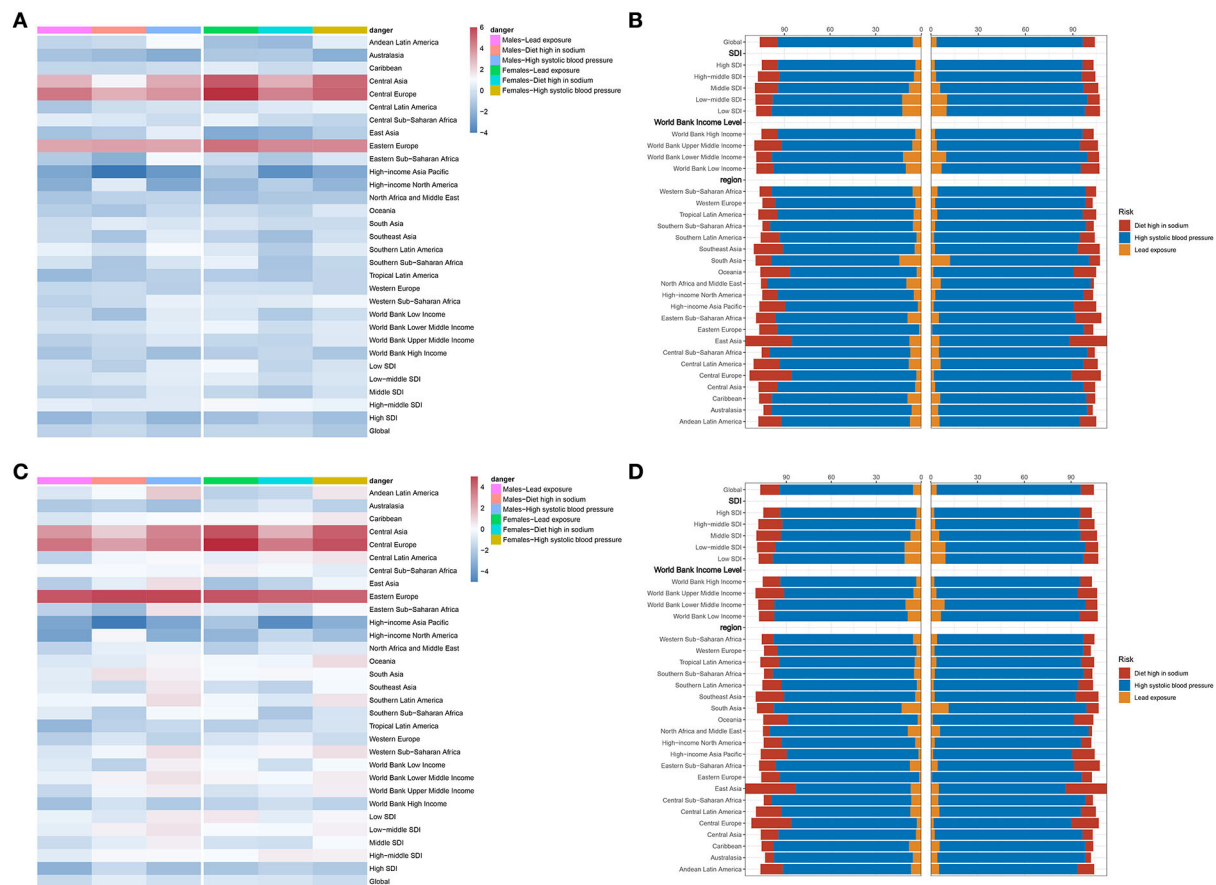 A
danger
Andean Latin America
Australasia
Caribbean
Central Asia
Central Europe
Central Latin America
Central Sub−Saharan Africa
East Asia
Eastern Europe
Eastern Sub−Saharan Africa
High−income Asia Pacific
High−income North America
North Africa and Middle East
Oceania
South Asia
Southeast Asia
Southern Latin America
Southern Sub−Saharan Africa
Tropical Latin America
Western Europe
Western Sub−Saharan Africa
World Bank Low Income
World Bank Lower Middle Income
World Bank Upper Middle Income
World Bank High Income
Low SDI
Low−middle SDI
Middle SDI
High−middle SDI
High SDI
Global
6
4
2
0
−2
−4
danger
Males−Lead exposure
Males−Diet high in sodium
Males−High systolic blood pressure
Females−Lead exposure
Females−Diet high in sodium
Females−High systolic blood pressure
B
90 60 30 0 0 30 60 90
Global
SDI
High SDI
High−middle SDI
Middle SDI
Low−middle SDI
Low SDI
World Bank Income Level
World Bank High Income
World Bank Upper Middle Income
World Bank Lower Middle Income
World Bank Low Income
region
Western Sub−Saharan Africa
Western Europe
Tropical Latin America
Southern Sub−Saharan Africa
Southern Latin America
Southeast Asia
South Asia
Oceania
North Africa and Middle East
High−income North America
High−income Asia Pacific
Eastern Sub−Saharan Africa
Eastern Europe
East Asia
Central Sub−Saharan Africa
Central Latin America
Central Europe
Central Asia
Caribbean
Australasia
Andean Latin America
Risk
Diet high in sodium
High systolic blood pressure
Lead exposure
C
danger
Andean Latin America
Australasia
Caribbean
Central Asia
Central Europe
Central Latin America
Central Sub−Saharan Africa
East Asia
Eastern Europe
Eastern Sub−Saharan Africa
High−income Asia Pacific
High−income North America
North Africa and Middle East
Oceania
South Asia
Southeast Asia
Southern Latin America
Southern Sub−Saharan Africa
Tropical Latin America
Western Europe
Western Sub−Saharan Africa
World Bank Low Income
World Bank Lower Middle Income
World Bank Upper Middle Income
World Bank High Income
Low SDI
Low−middle SDI
Middle SDI
High−middle SDI
High SDI
Global
4
2
0
−2
−4
danger
Males−Lead exposure
Males−Diet high in sodium
Males−High systolic blood pressure
Females−Lead exposure
Females−Diet high in sodium
Females−High systolic blood pressure
D
90 60 30 0 0 30 60 90
Global
SDI
High SDI
High−middle SDI
Middle SDI
Low−middle SDI
Low SDI
World Bank Income Level
World Bank High Income
World Bank Upper Middle Income
World Bank Lower Middle Income
World Bank Low Income
region
Western Sub−Saharan Africa
Western Europe
Tropical Latin America
Southern Sub−Saharan Africa
Southern Latin America
Southeast Asia
South Asia
Oceania
North Africa and Middle East
High−income North America
High−income Asia Pacific
Eastern Sub−Saharan Africa
Eastern Europe
East Asia
Central Sub−Saharan Africa
Central Latin America
Central Europe
Central Asia
Caribbean
Australasia
Andean Latin America
Risk
Diet high in sodium
High systolic blood pressure
Lead exposure